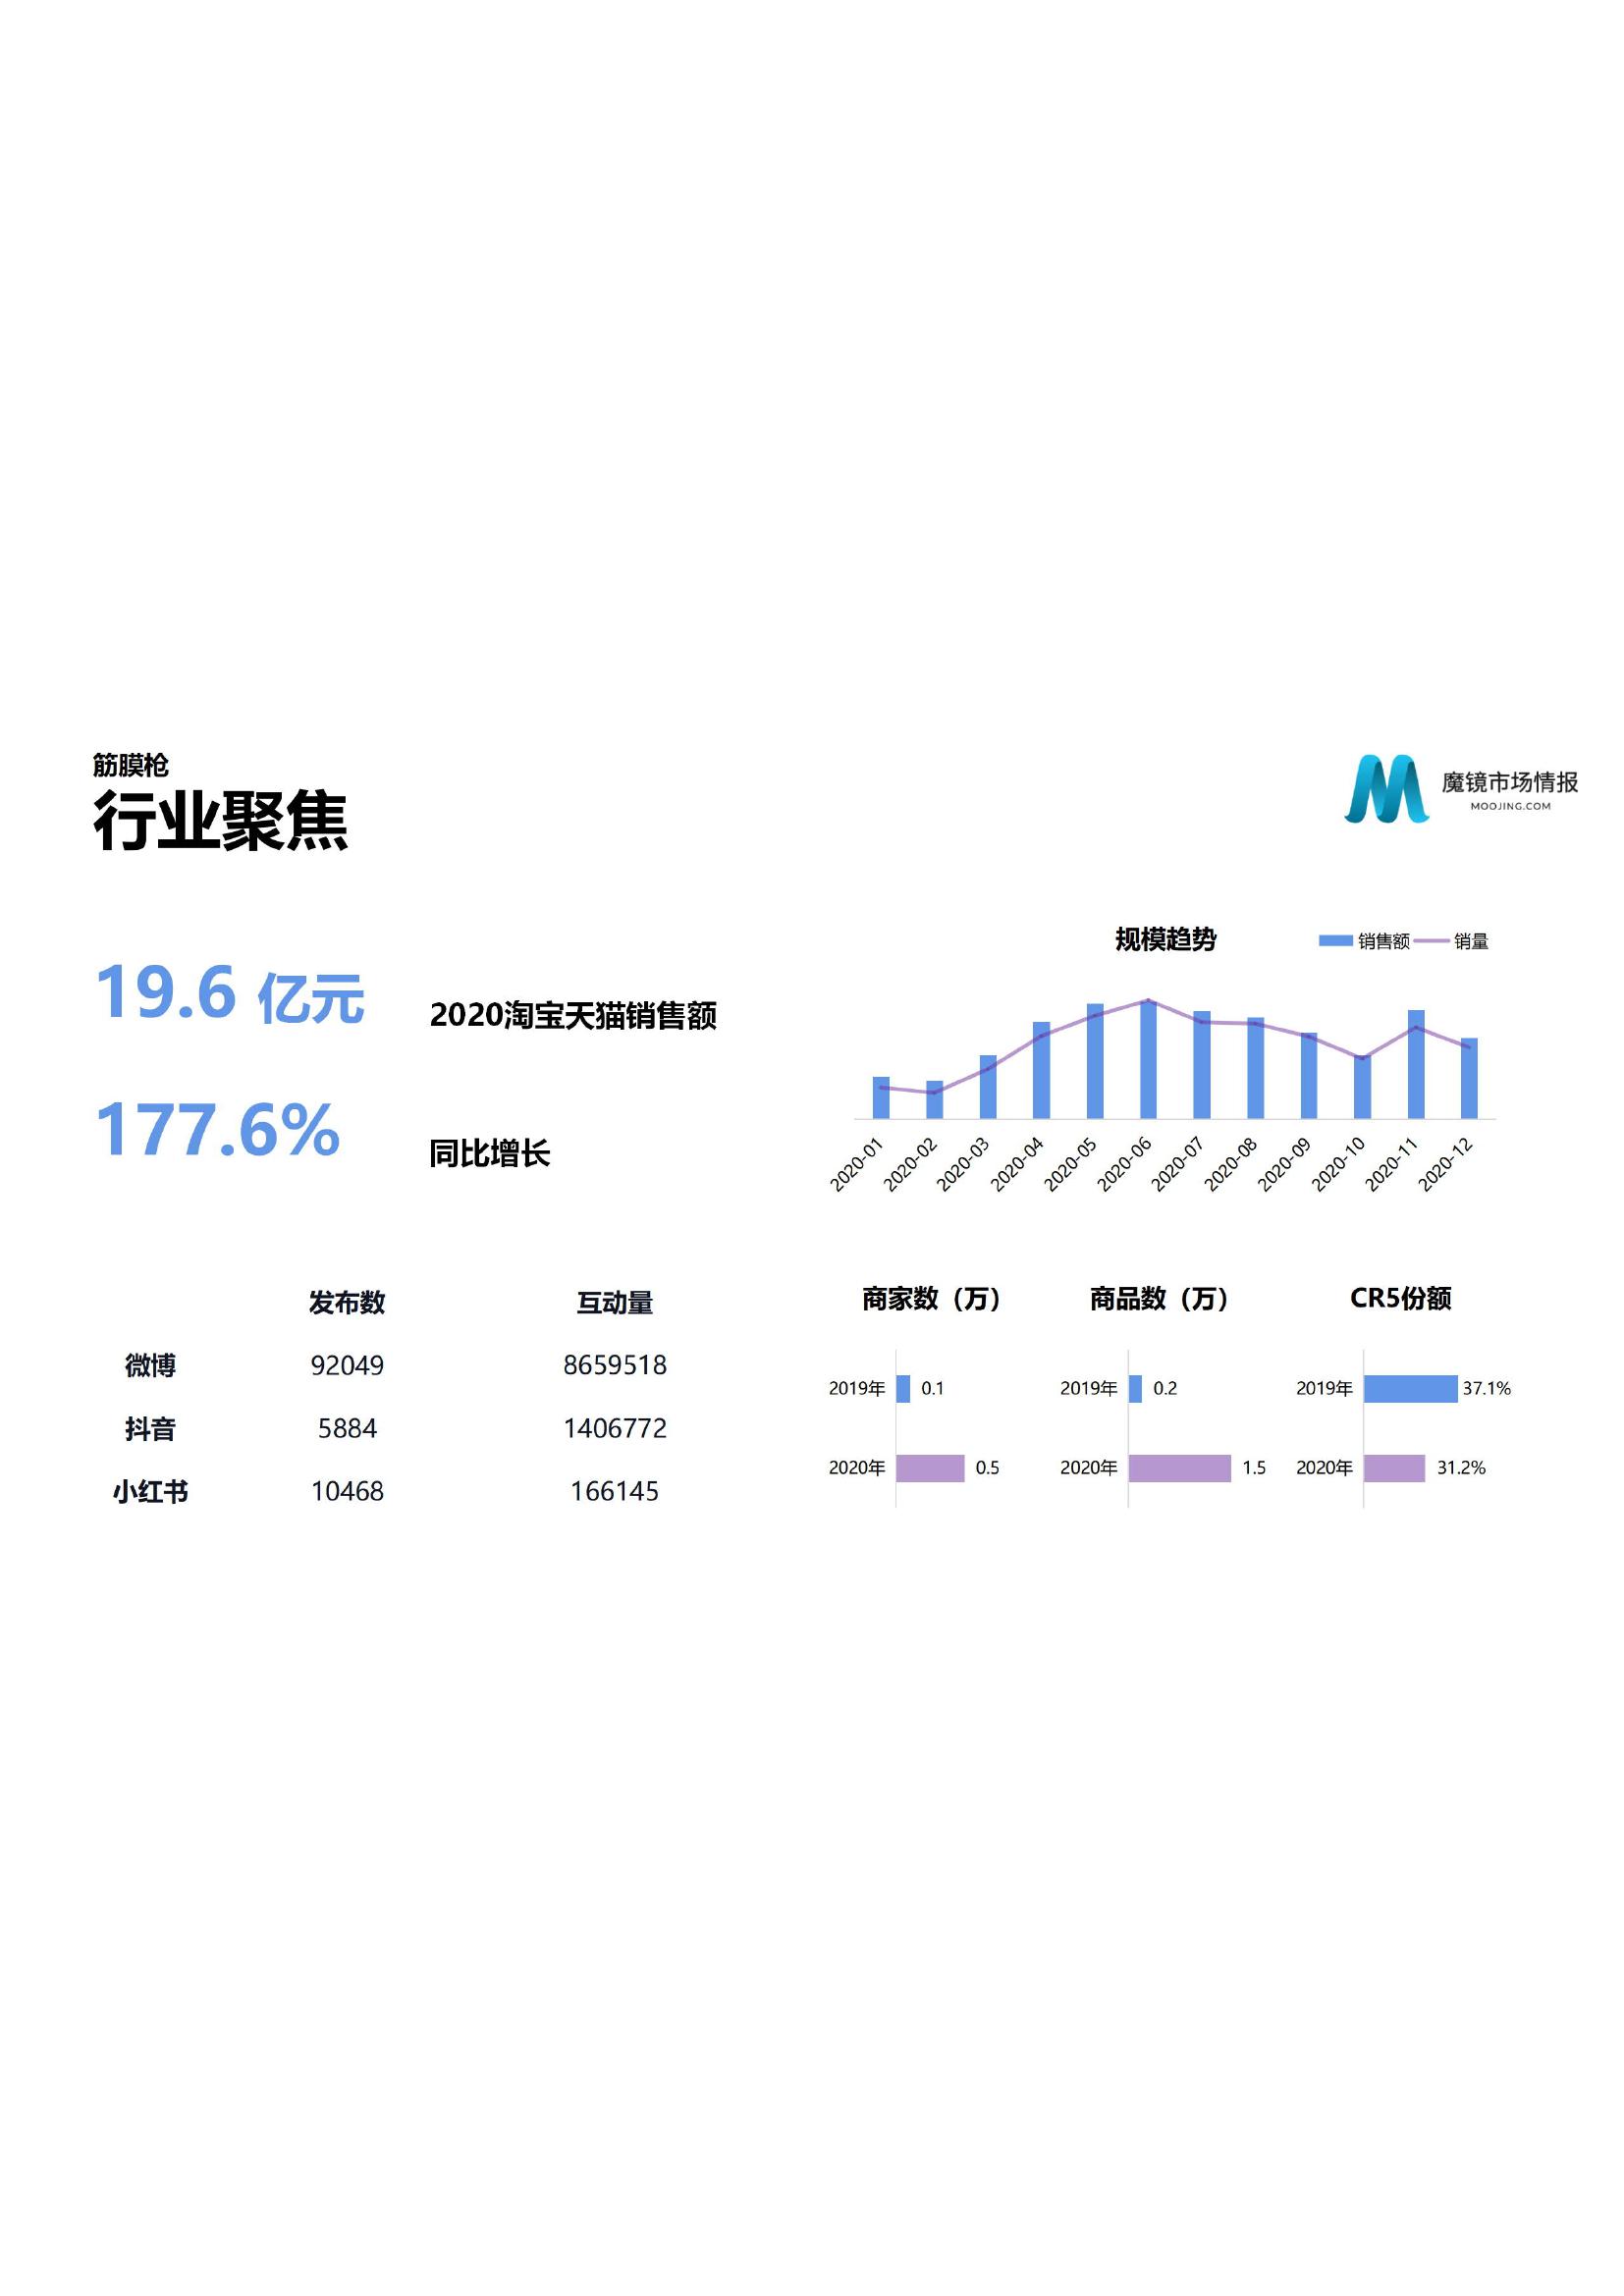 筋膜枪
行业聚焦
魔镜市场情报
MOOJING.COM
19.6 亿元
2020淘宝天猫销售额
177.6%
同比增长
规模趋势
销售额 销量
2020-01 2020-02 2020-03 2020-04 2020-05 2020-06 2020-07 2020-08 2020-09 2020-10 2020-11 2020-12
发布数 互动量
微博 92049 8659518
抖音 5884 1406772
小红书 10468 166145
商家数（万）
2019年 0.1
2020年 0.5
商品数（万）
2019年 0.2
2020年 1.5
CR5份额
2019年 37.1%
2020年 31.2%